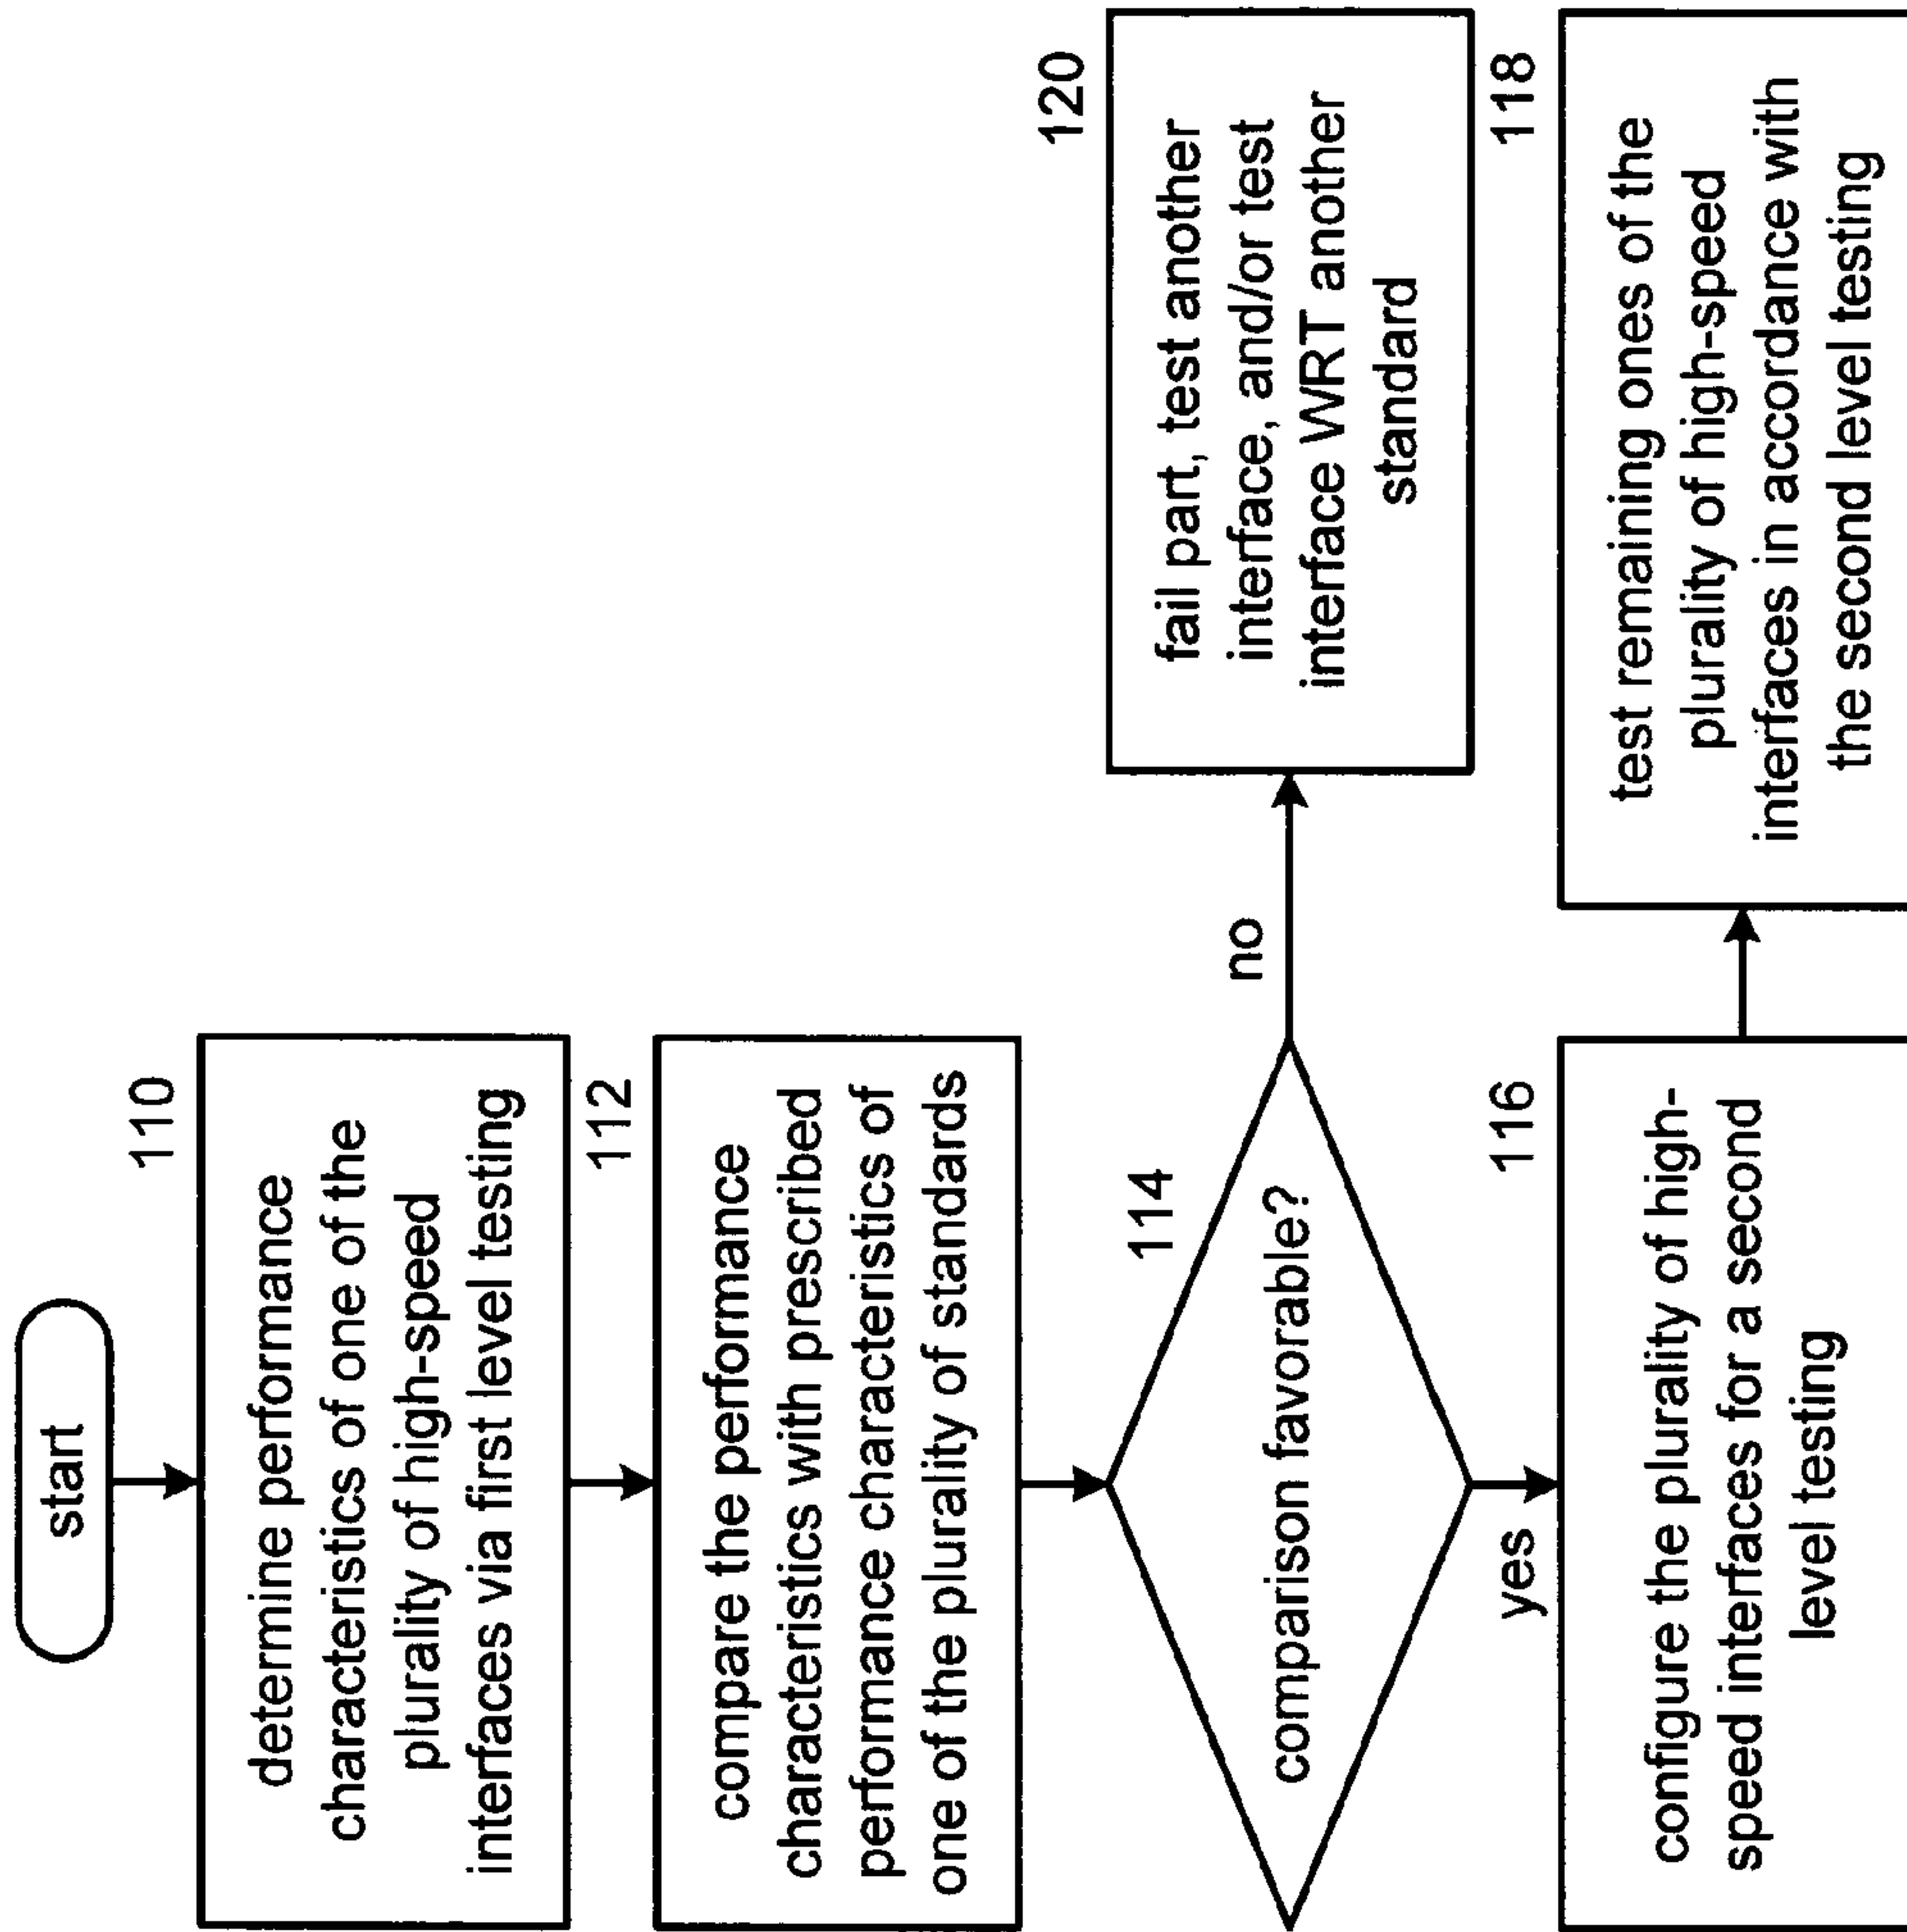 start
110
determine performance
characteristics of one of the
plurality of high-speed
interfaces via first level testing
112
compare the performance
characteristics with prescribed
performance characteristics of
one of the plurality of standards
114
comparison favorable?
no
120
fail part, test another
interface, and/or test
interface WRT another
standard
yes
116
configure the plurality of high-
speed interfaces for a second
level testing
118
test remaining ones of the
plurality of high-speed
interfaces in accordance with
the second level testing